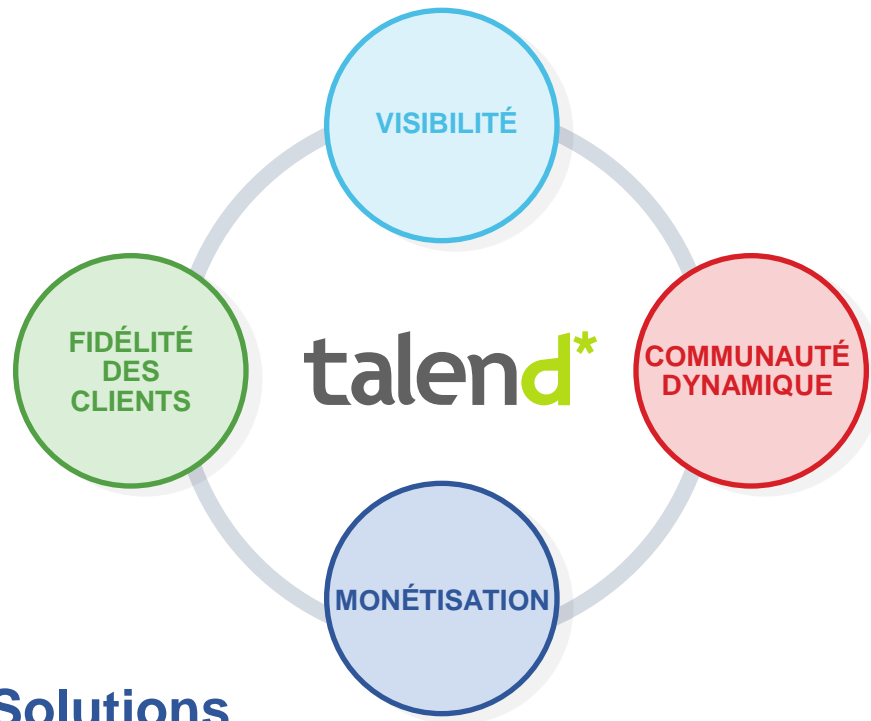 VISIBILITÉ
FIDÉLITÉ
DES
CLIENTS
talend*
COMMUNAUTÉ
DYNAMIQUE
MONÉTISATION
Solutions